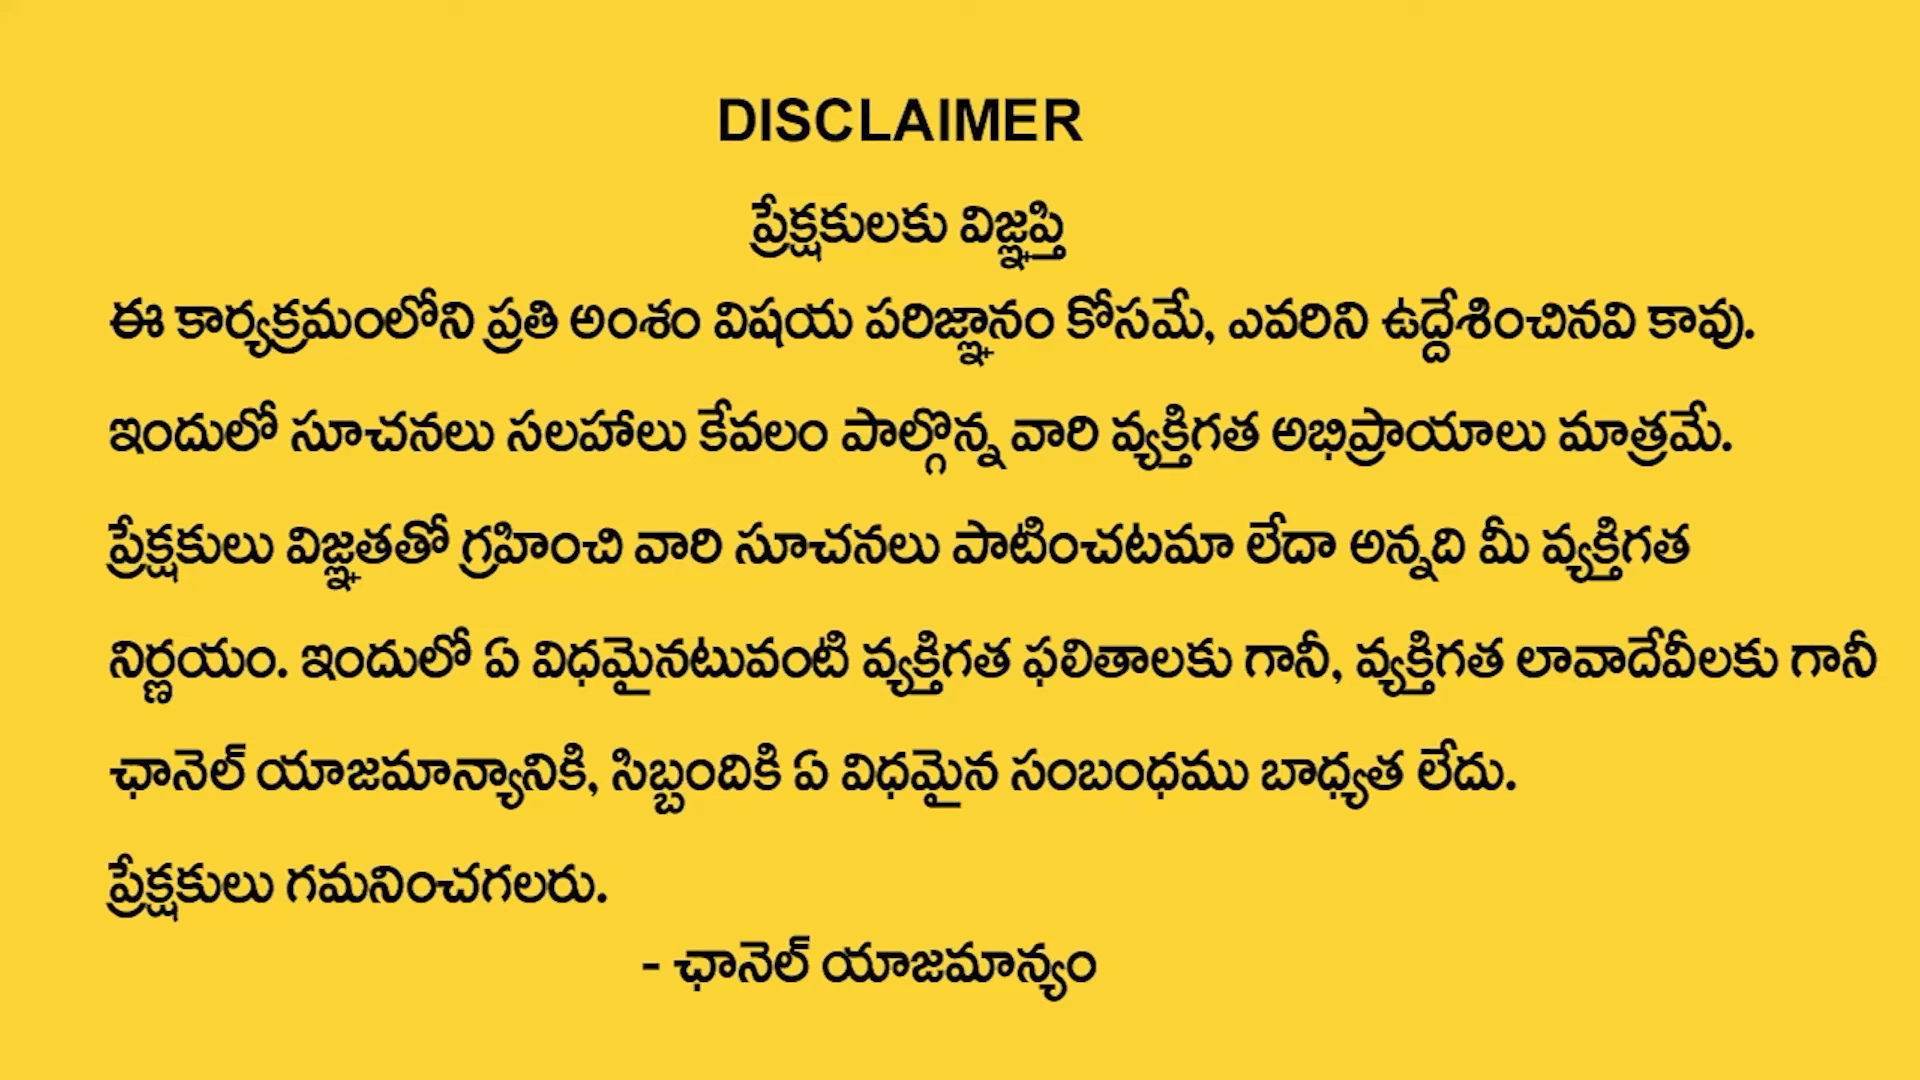 DISCLAIMER
ప్రేక్షకులకు విజ్ఞప్తి
ఈ కార్యక్రమంలోని ప్రతి అంశం విషయ పరిజ్ఞానం కోసమే, ఎవరిని ఉద్దేశించినవి కావు.
ఇందులో సూచనలు సలహాలు కేవలం పాల్గొన్న వారి వ్యక్తిగత అభిప్రాయాలు మాత్రమే.
ప్రేక్షకులు విజ్ఞతతో గ్రహించి వారి సూచనలు పాటించటమా లేదా అన్నది మీ వ్యక్తిగత
నిర్ణయం. ఇందులో ఏ విధమైనటువంటి వ్యక్తిగత ఫలితాలకు గానీ, వ్యక్తిగత లావాదేవీలకు గానీ
ఛానెల్ యాజమాన్యానికి, సిబ్బందికి ఏ విధమైన సంబంధము బాధ్యత లేదు.
ప్రేక్షకులు గమనించగలరు.
- ఛానెల్ యాజమాన్యం